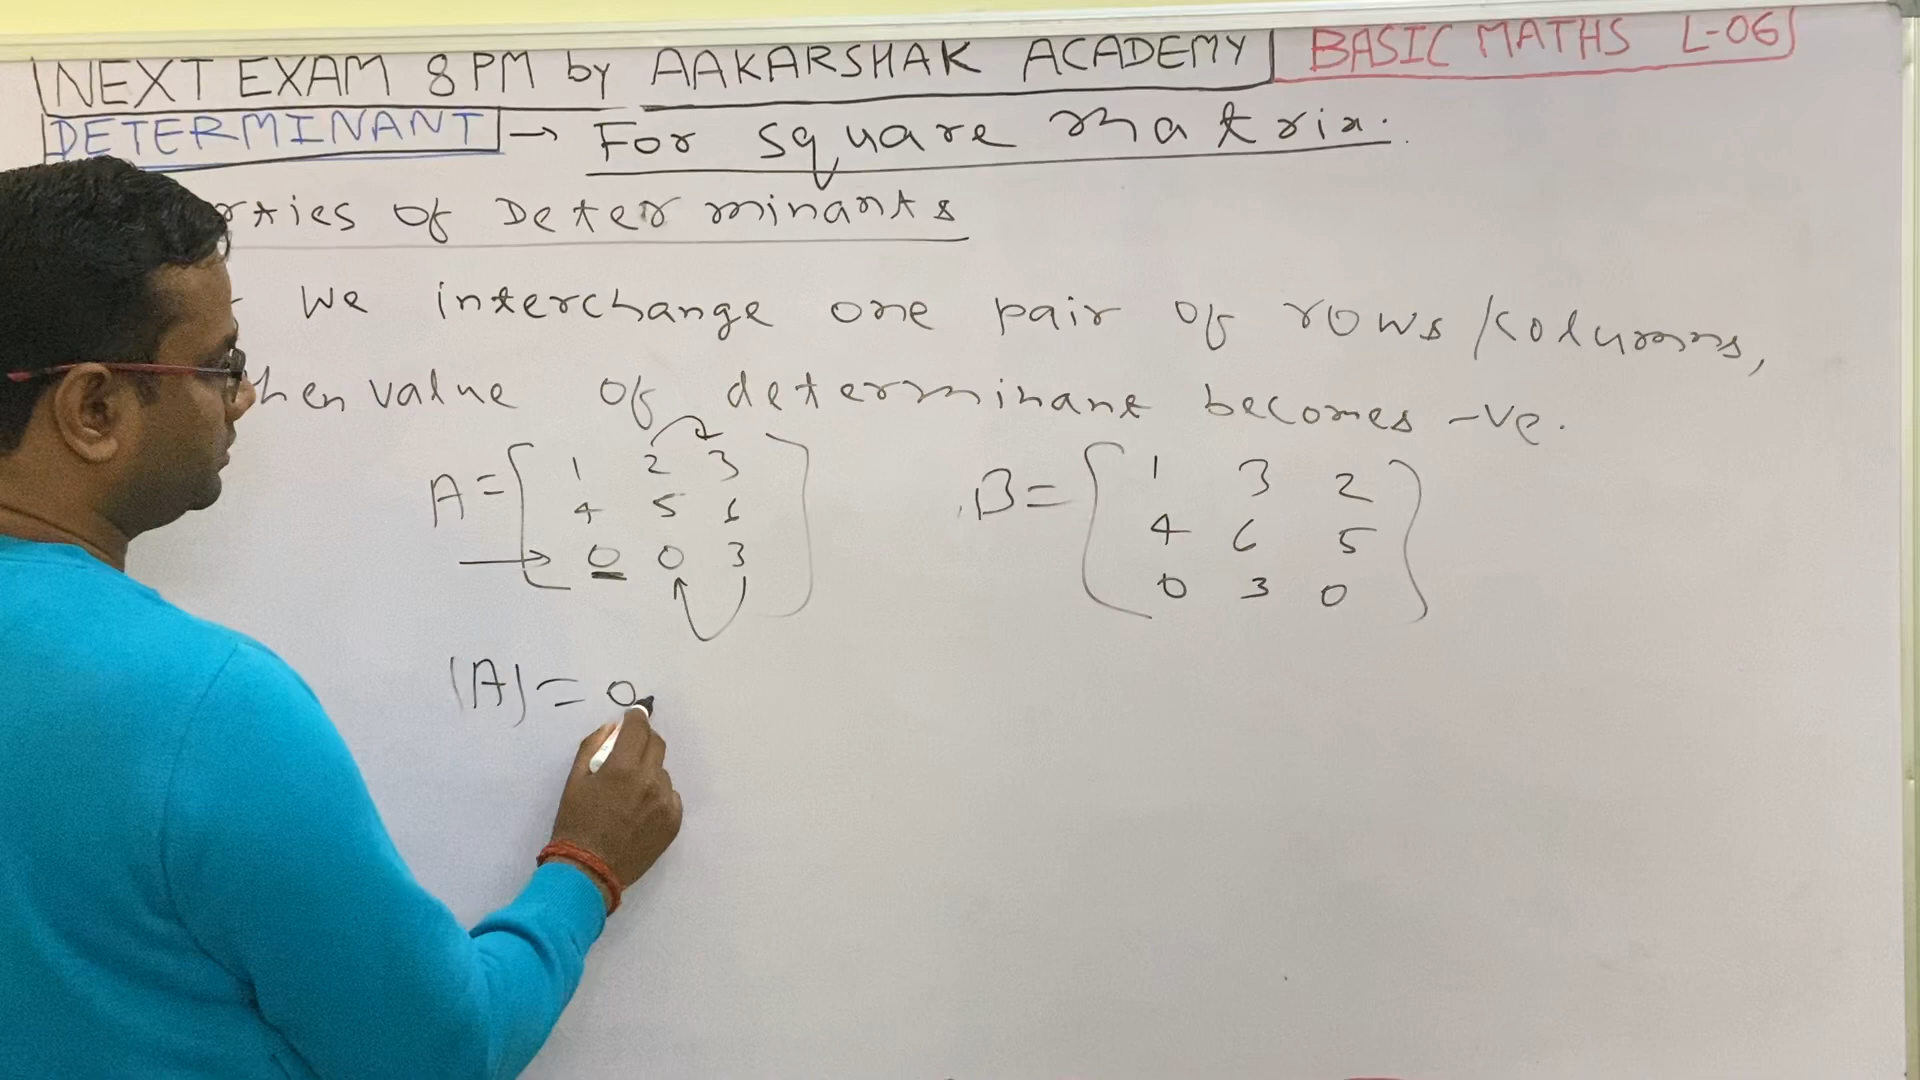 NEXT EXAM 8 PM by AAKARSHAK ACADEMY | BASIC MATHS L-06
DETERMINANT → For square matrix.
rties of Determinants
We interchange one pair of rows/columns,
hen value of determinant becomes -ve.
A = [ 1 2 3
4 5 6
0 0 3 ]
B = [ 1 3 2
4 6 5
0 3 0 ]
|A| = 0